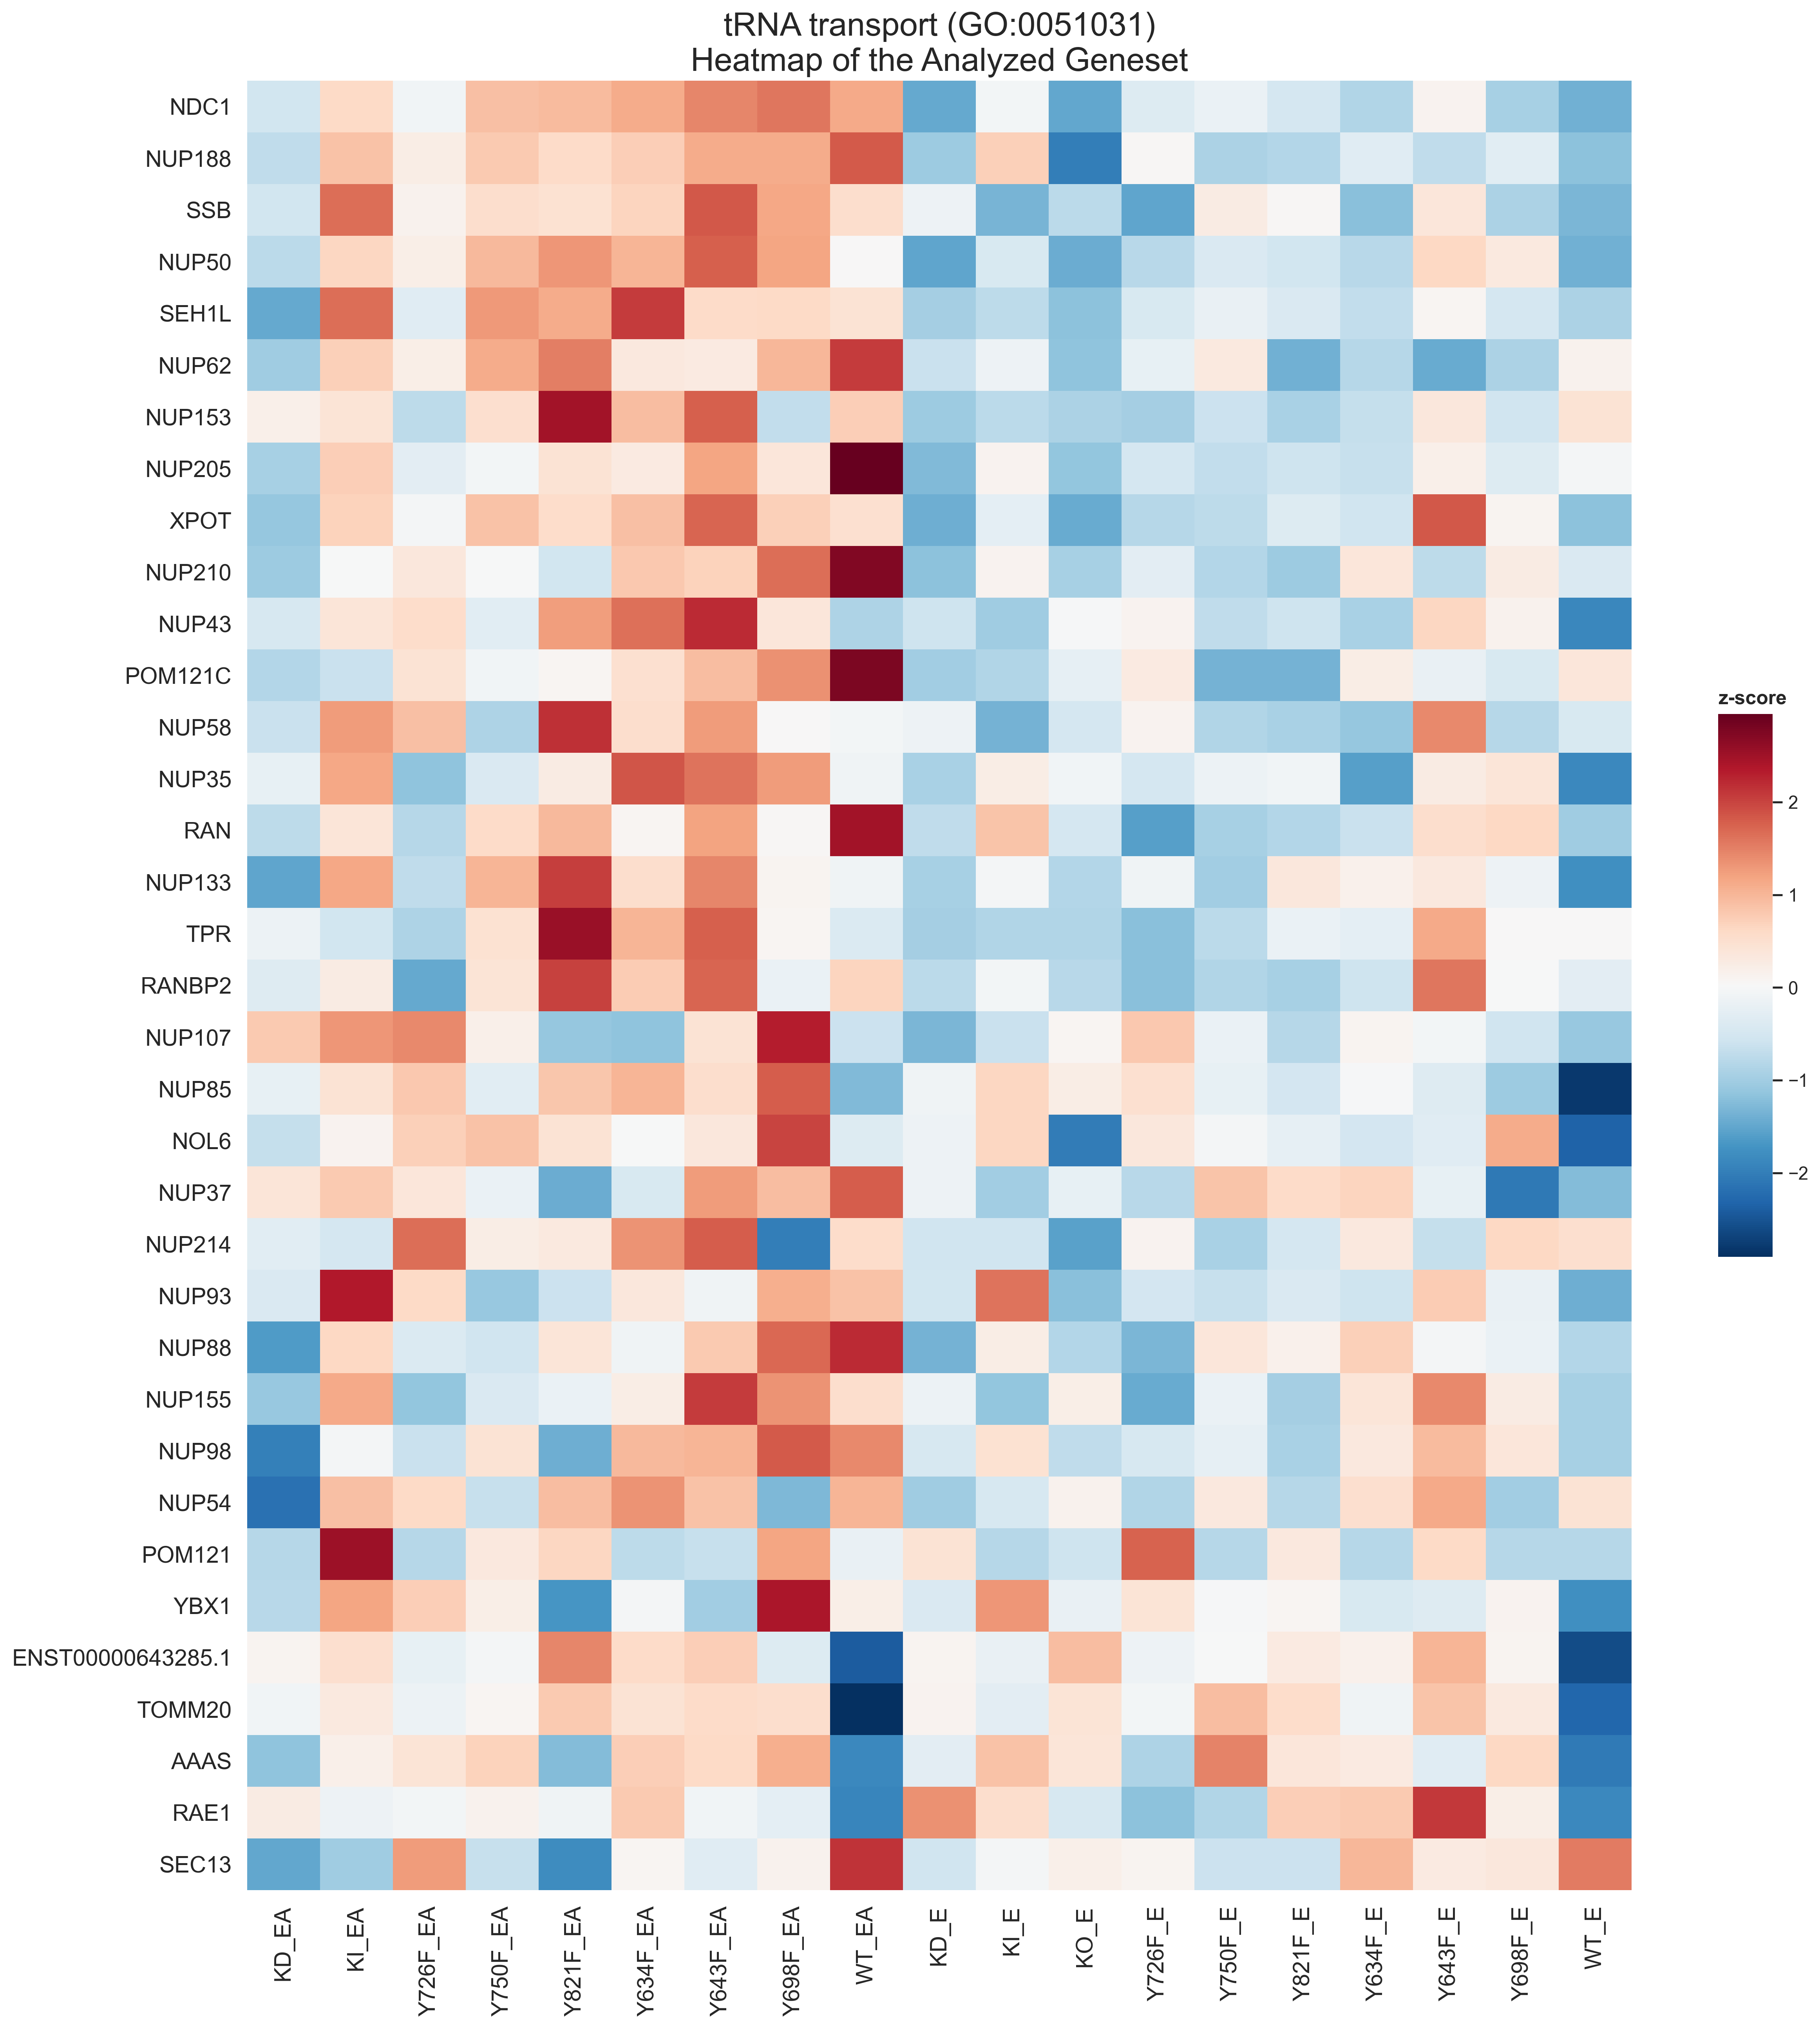 tRNA transport (GO:0051031)
Heatmap of the Analyzed Geneset
NDC1
NUP188
SSB
NUP50
SEH1L
NUP62
NUP153
NUP205
XPOT
NUP210
NUP43
POM121C
NUP58
NUP35
RAN
NUP133
TPR
RANBP2
NUP107
NUP85
NOL6
NUP37
NUP214
NUP93
NUP88
NUP155
NUP98
NUP54
POM121
YBX1
ENST00000643285.1
TOMM20
AAAS
RAE1
SEC13
KD_EA
KI_EA
Y726F_EA
Y750F_EA
Y821F_EA
Y634F_EA
Y643F_EA
Y698F_EA
WT_EA
KD_E
KI_E
KO_E
Y726F_E
Y750F_E
Y821F_E
Y634F_E
Y643F_E
Y698F_E
WT_E
z-score
2
1
0
−1
−2